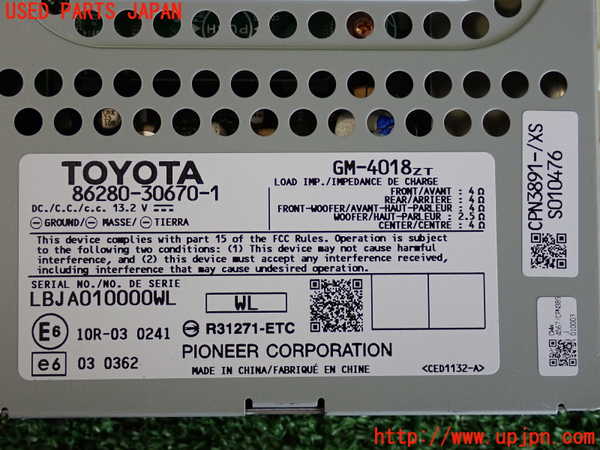 USED PARTS JAPAN
TOYOTA
86280-30670-1
DC./C.C./c.c. 13.2 V
GROUND/ MASSE/ TIERRA
GM-4018ZT
LOAD IMP./IMPEDANCE DE CHARGE
FRONT/AVANT : 4Ω
REAR/ARRIERE : 4Ω
FRONT-WOOFER/AVANT-HAUT-PARLEUR : 4Ω
WOOFER/HAUT-PARLEUR : 2.5Ω
CENTER/CENTRE : 4Ω
This device complies with part 15 of the FCC Rules. Operation is subject
to the following two conditions: (1) This device may not cause harmful
interference, and (2) this device must accept any interference received,
including interference that may cause undesired operation.
SERIAL NO./NO. DE SERIE
LBJA010000WL
WL
E6 10R-03 0241
R31271-ETC
e6 03 0362
PIONEER CORPORATION
MADE IN CHINA/FABRIQUÉ EN CHINE
<CED1132-A>
CPN3891-/XS
S010476
http://www.upjpn.com/